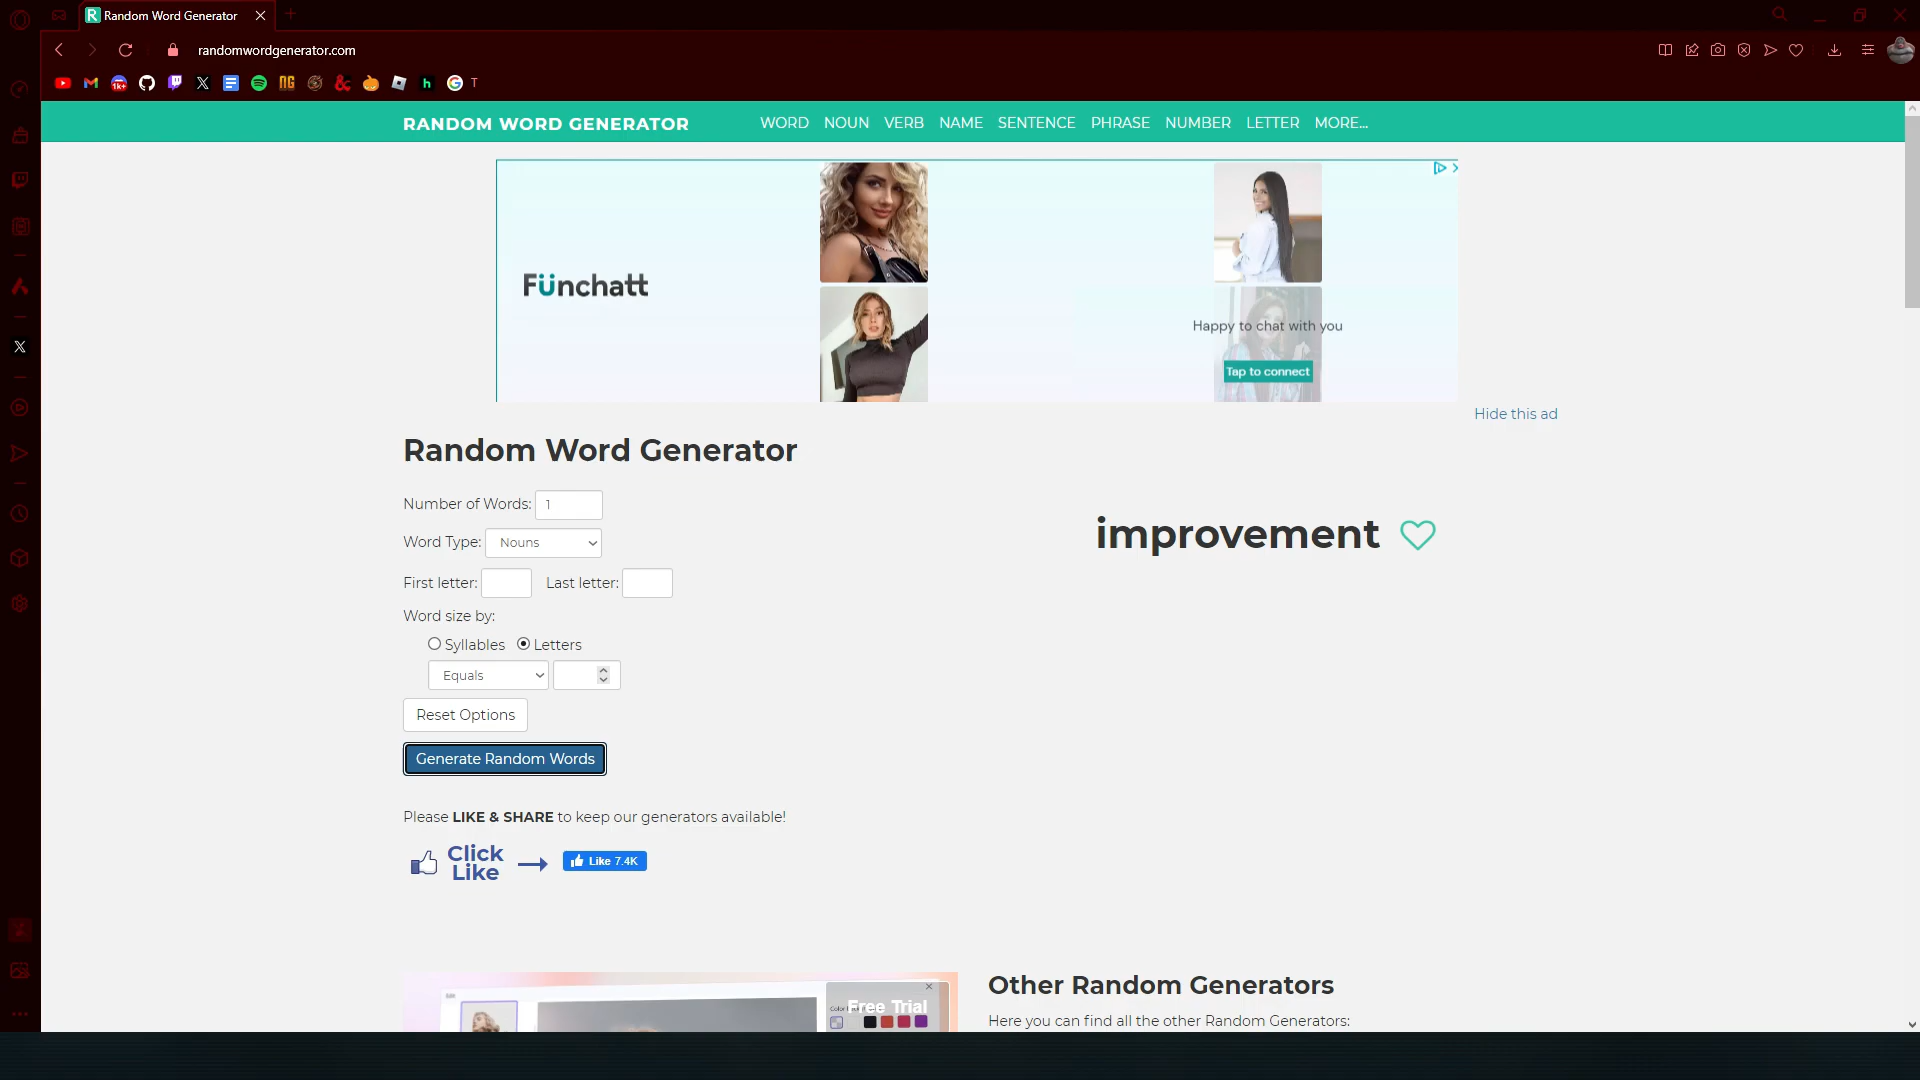 Random Word Generator
randomwordgenerator.com
1k+
NG
h
T
RANDOM WORD GENERATOR
WORD NOUN VERB NAME SENTENCE PHRASE NUMBER LETTER MORE...
Fünchatt
Happy to chat with you
Tap to connect
Hide this ad
Random Word Generator
Number of Words: 1
improvement
Word Type: Nouns
First letter: Last letter:
Word size by:
Syllables Letters
Equals
Reset Options
Generate Random Words
Please LIKE & SHARE to keep our generators available!
Click
Like
Like 7.4K
Other Random Generators
Free Trial
Here you can find all the other Random Generators: